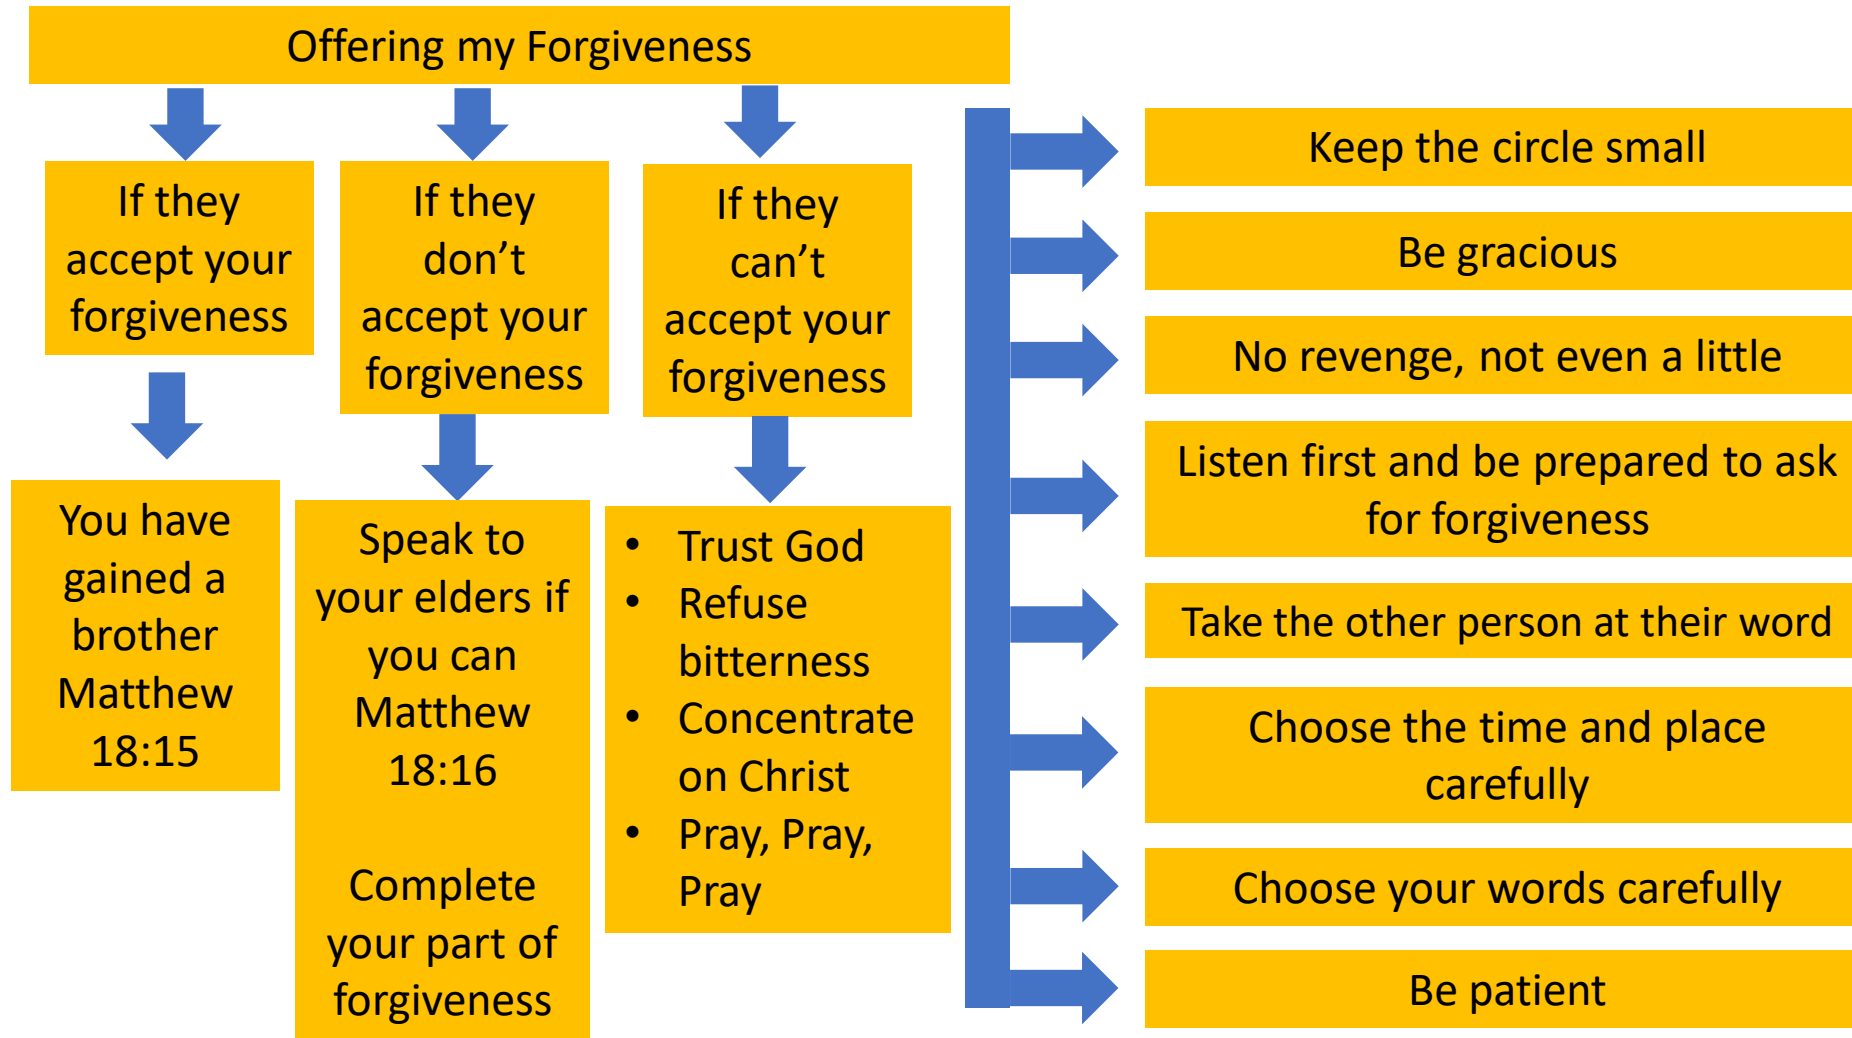 Offering my Forgiveness
If they
accept your
forgiveness
You have
gained a
brother
Matthew
18:15
If they
don’t
accept your
forgiveness
Speak to
your elders if
you can
Matthew
18:16
Complete
your part of
forgiveness
If they
can’t
accept your
forgiveness
• Trust God
• Refuse
bitterness
• Concentrate
on Christ
• Pray, Pray,
Pray
Keep the circle small
Be gracious
No revenge, not even a little
Listen first and be prepared to ask
for forgiveness
Take the other person at their word
Choose the time and place
carefully
Choose your words carefully
Be patient